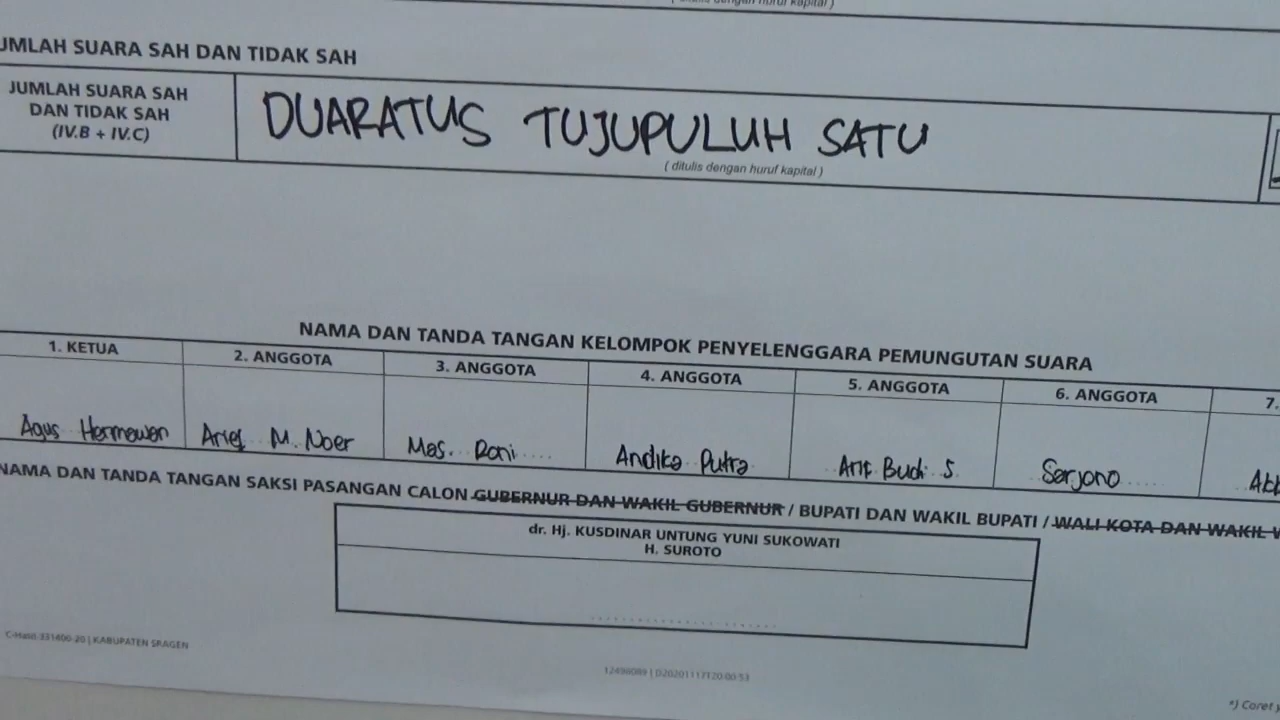 ( ditulis dengan huruf kapital )
JUMLAH SUARA SAH DAN TIDAK SAH
JUMLAH SUARA SAH
DAN TIDAK SAH
(IV.B + IV.C)
DUARATUS TUJUPULUH SATU
( ditulis dengan huruf kapital )
NAMA DAN TANDA TANGAN KELOMPOK PENYELENGGARA PEMUNGUTAN SUARA
1. KETUA
2. ANGGOTA
3. ANGGOTA
4. ANGGOTA
5. ANGGOTA
6. ANGGOTA
7.
Agus Hermawan
Arief M. Noer
Mas. Roni
Andika Putra
Arif Budi S.
Sarjono
NAMA DAN TANDA TANGAN SAKSI PASANGAN CALON GUBERNUR DAN WAKIL GUBERNUR / BUPATI DAN WAKIL BUPATI / WALI KOTA DAN WAKIL
dr. Hj. KUSDINAR UNTUNG YUNI SUKOWATI
H. SUROTO
KABUPATEN SRAGEN
*) Coret